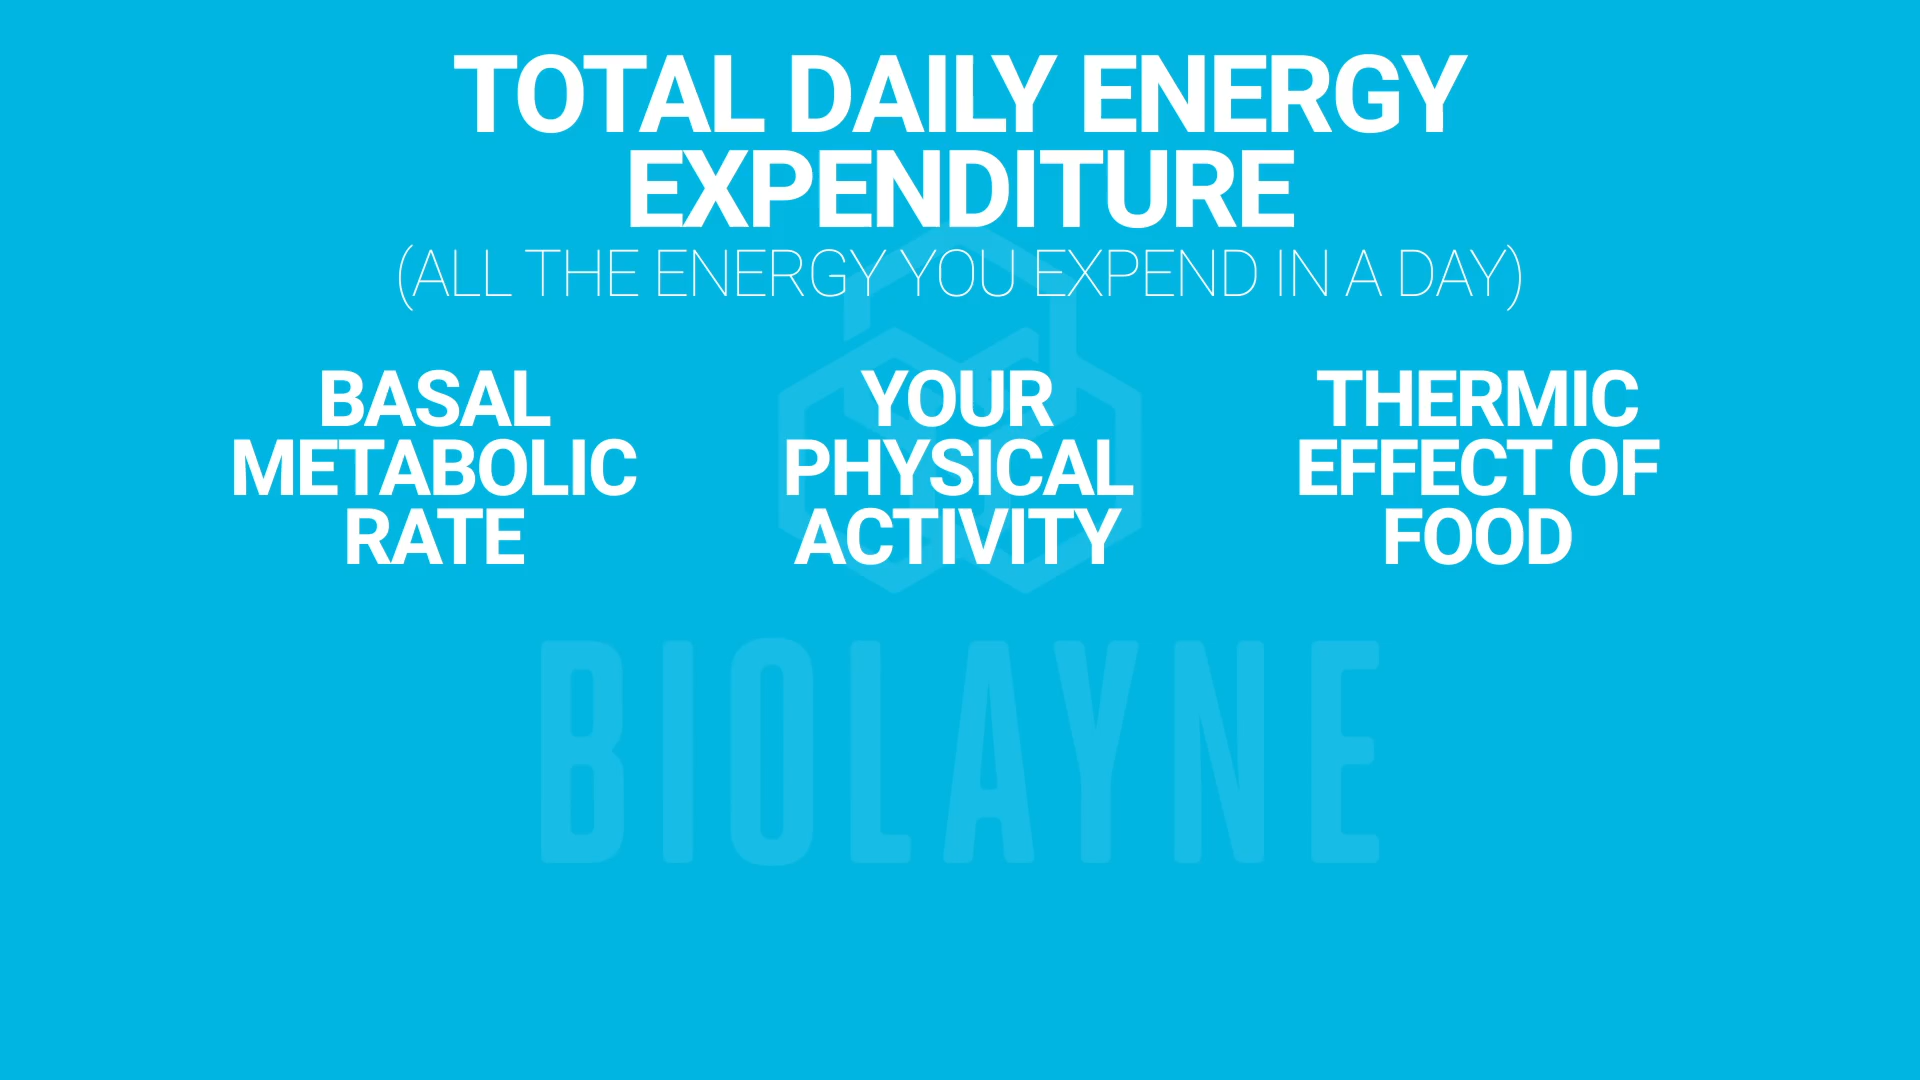 TOTAL DAILY ENERGY
EXPENDITURE
(ALL THE ENERGY YOU EXPEND IN A DAY)
BASAL
METABOLIC
RATE
YOUR
PHYSICAL
ACTIVITY
THERMIC
EFFECT OF
FOOD
BIOLAYNE